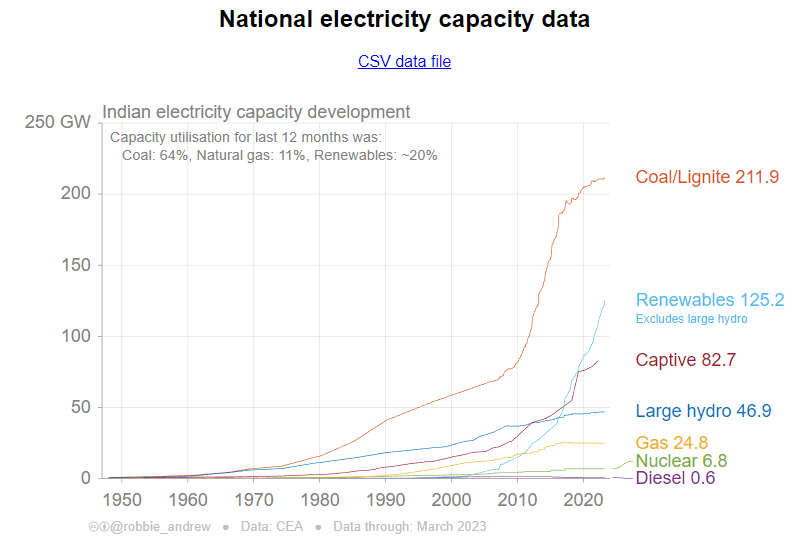 National electricity capacity data
CSV data file
Indian electricity capacity development
250 GW
Capacity utilisation for last 12 months was:
Coal: 64%, Natural gas: 11%, Renewables: ~20%
200
150
100
50
0
Coal/Lignite 211.9
Renewables 125.2
Excludes large hydro
Captive 82.7
Large hydro 46.9
Gas 24.8
Nuclear 6.8
Diesel 0.6
1950 1960 1970 1980 1990 2000 2010 2020
@robbie_andrew • Data: CEA • Data through: March 2023